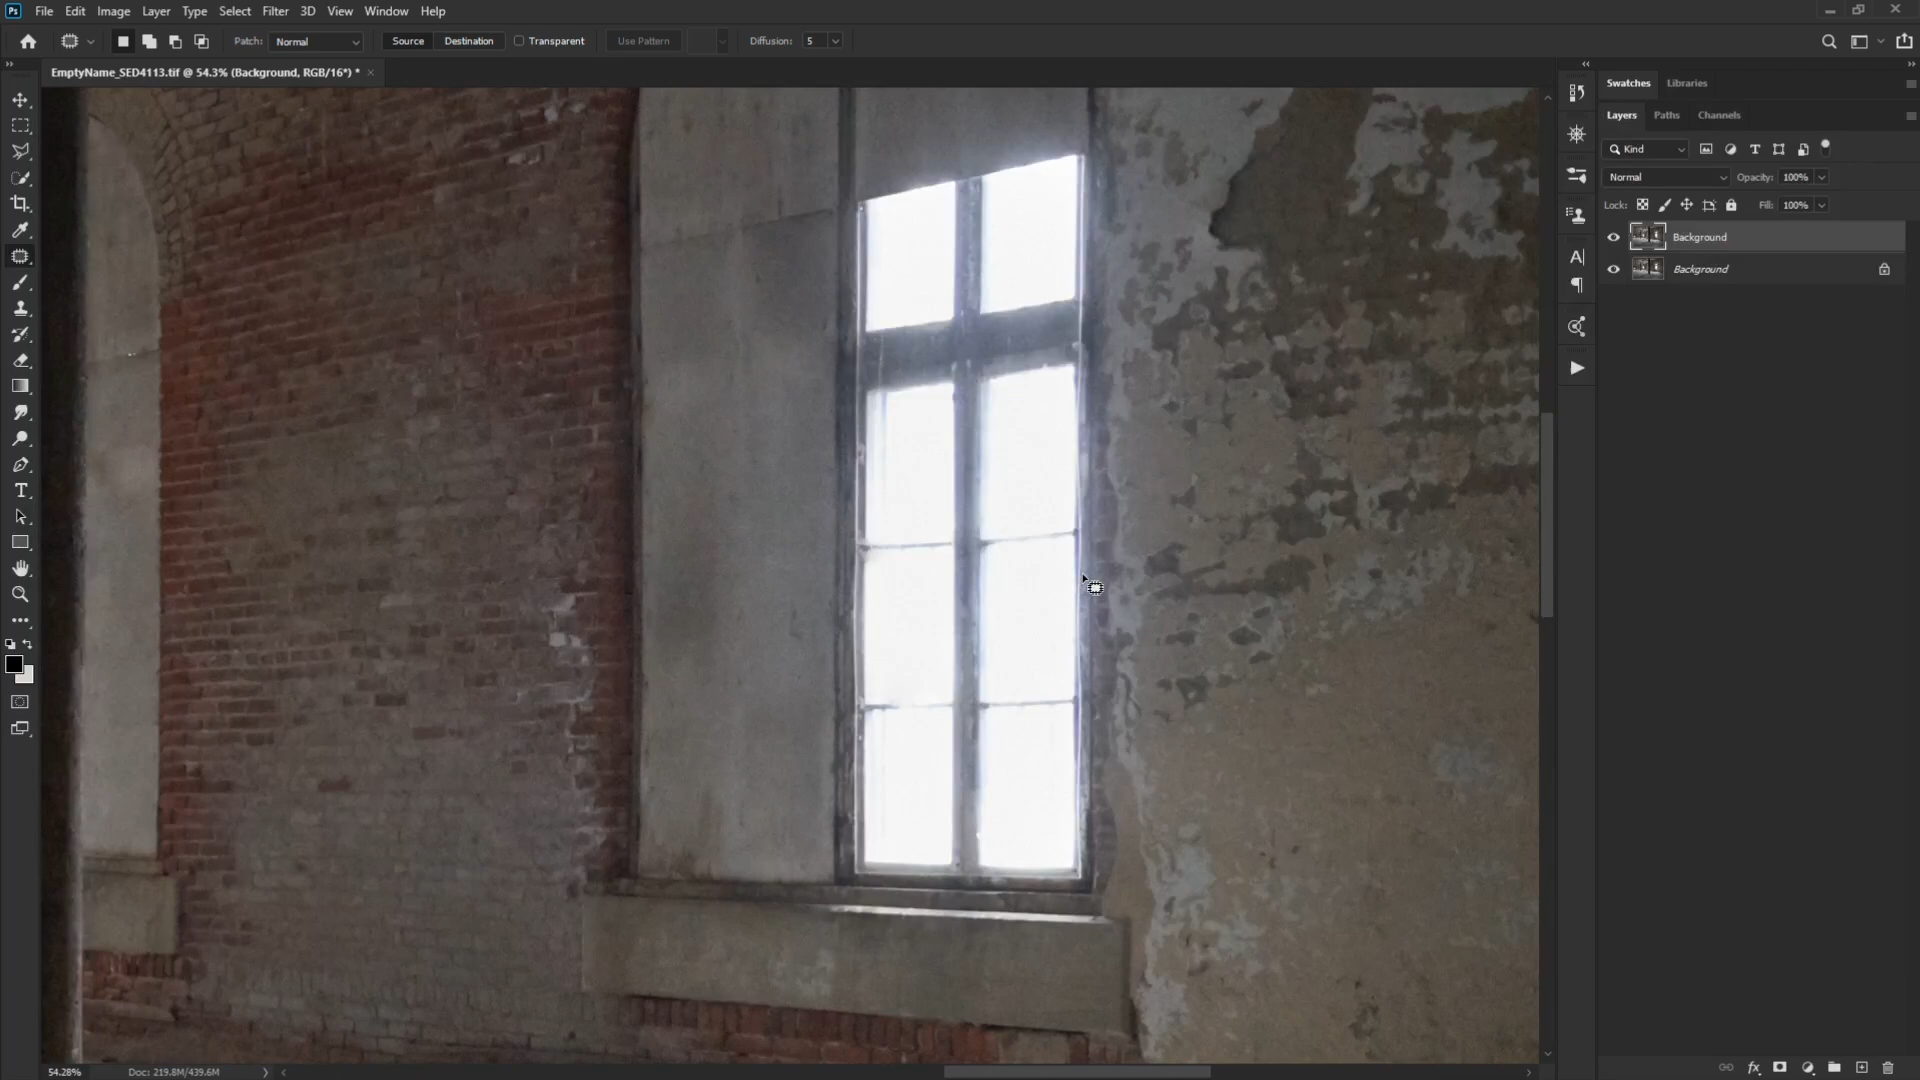 Ps File Edit Image Layer Type Select Filter 3D View Window Help
Patch: Normal Source Destination Transparent Use Pattern Diffusion: 5
EmptyName_SED4113.tif @ 54.3% (Background, RGB/16*) *
Swatches Libraries
Layers Paths Channels
Kind
Normal Opacity: 100%
Lock: Fill: 100%
Background
Background
54.28% Doc: 219.8M/439.6M